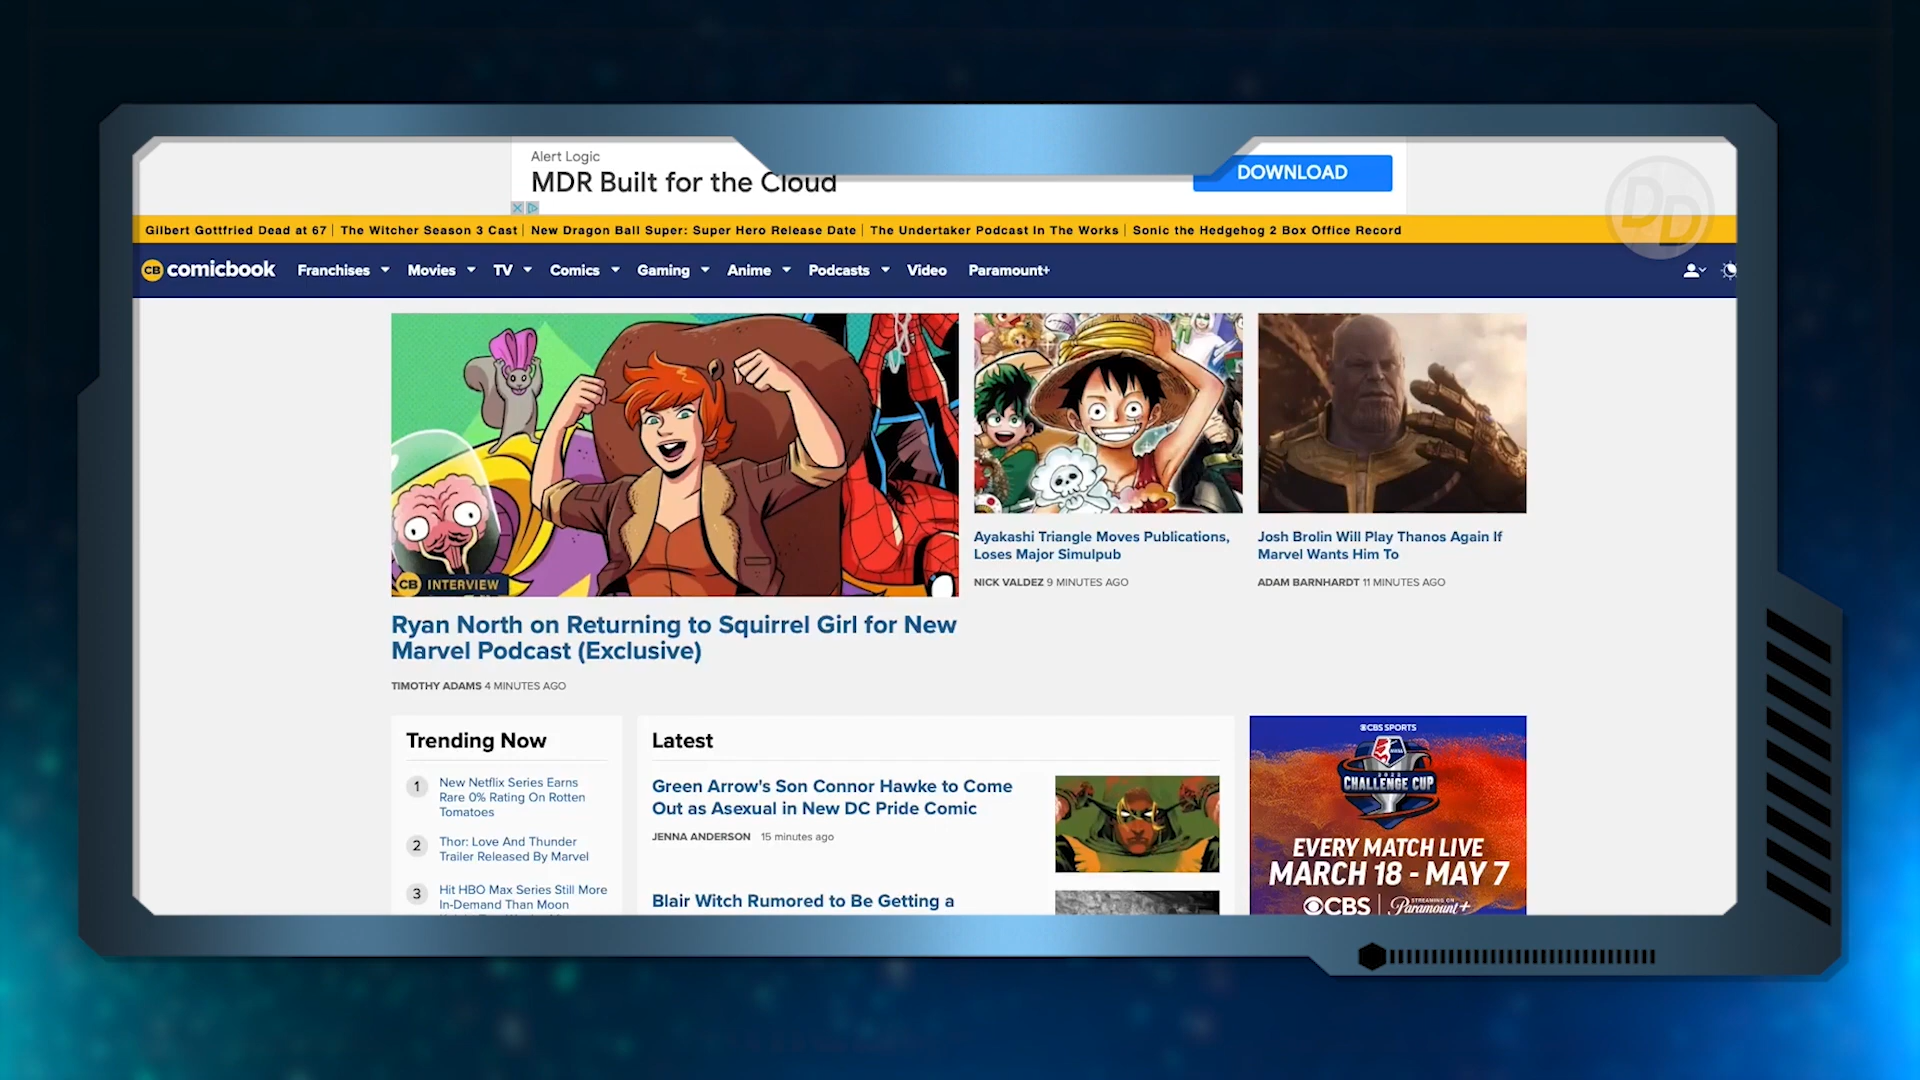 Alert Logic
MDR Built for the Cloud
DOWNLOAD
DD
Gilbert Gottfried Dead at 67 | The Witcher Season 3 Cast | New Dragon Ball Super: Super Hero Release Date | The Undertaker Podcast In The Works | Sonic the Hedgehog 2 Box Office Record
CB comicbook Franchises Movies TV Comics Gaming Anime Podcasts Video Paramount+
CB INTERVIEW
Ryan North on Returning to Squirrel Girl for New
Marvel Podcast (Exclusive)
TIMOTHY ADAMS 4 MINUTES AGO
Ayakashi Triangle Moves Publications,
Loses Major Simulpub
NICK VALDEZ 9 MINUTES AGO
Josh Brolin Will Play Thanos Again If
Marvel Wants Him To
ADAM BARNHARDT 11 MINUTES AGO
Trending Now
1 New Netflix Series Earns
Rare 0% Rating On Rotten
Tomatoes
2 Thor: Love And Thunder
Trailer Released By Marvel
3 Hit HBO Max Series Still More
In-Demand Than Moon
Latest
Green Arrow's Son Connor Hawke to Come
Out as Asexual in New DC Pride Comic
JENNA ANDERSON 15 minutes ago
Blair Witch Rumored to Be Getting a
CBS SPORTS
2022
CHALLENGE CUP
EVERY MATCH LIVE
MARCH 18 - MAY 7
CBS | STREAMING ON
Paramount+